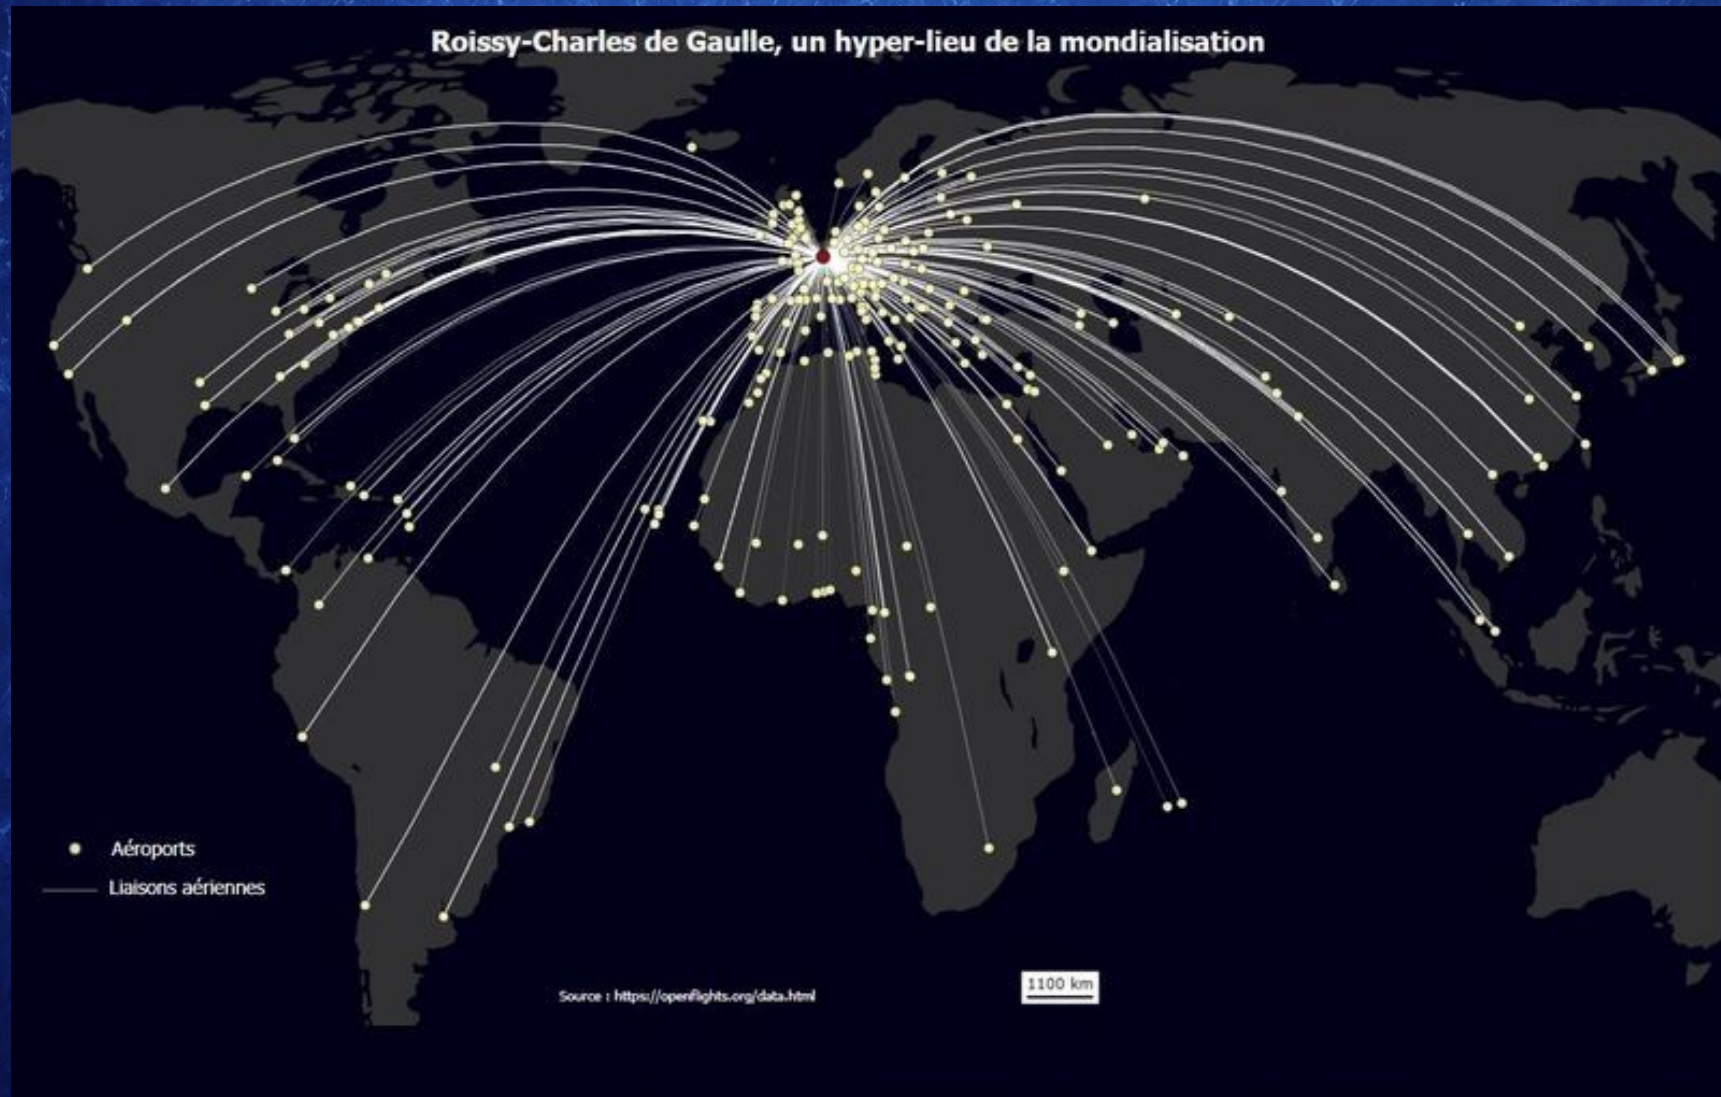 Roissy-Charles de Gaulle, un hyper-lieu de la mondialisation
Aéroports
Liaisons aériennes
Source : https://openflights.org/data.html
1100 km